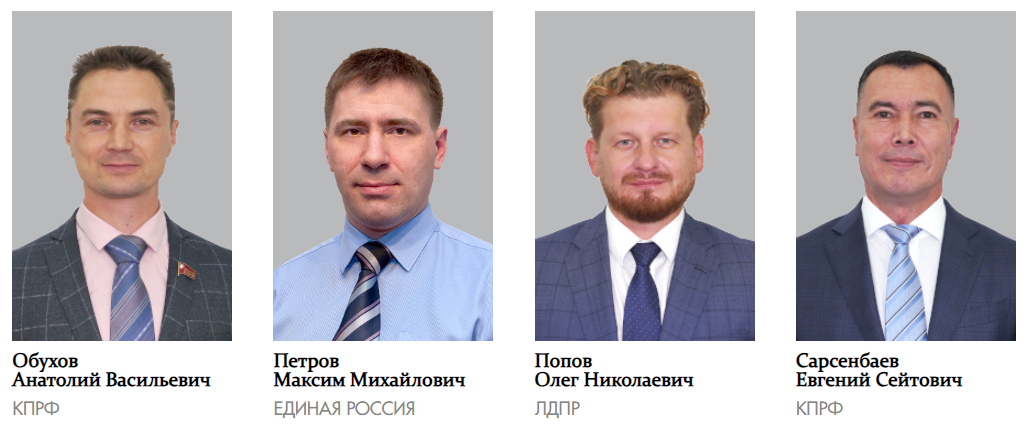 Обухов
Анатолий Васильевич
КПРФ
Петров
Максим Михайлович
ЕДИНАЯ РОССИЯ
Попов
Олег Николаевич
ЛДПР
Сарсенбаев
Евгений Сейтович
КПРФ